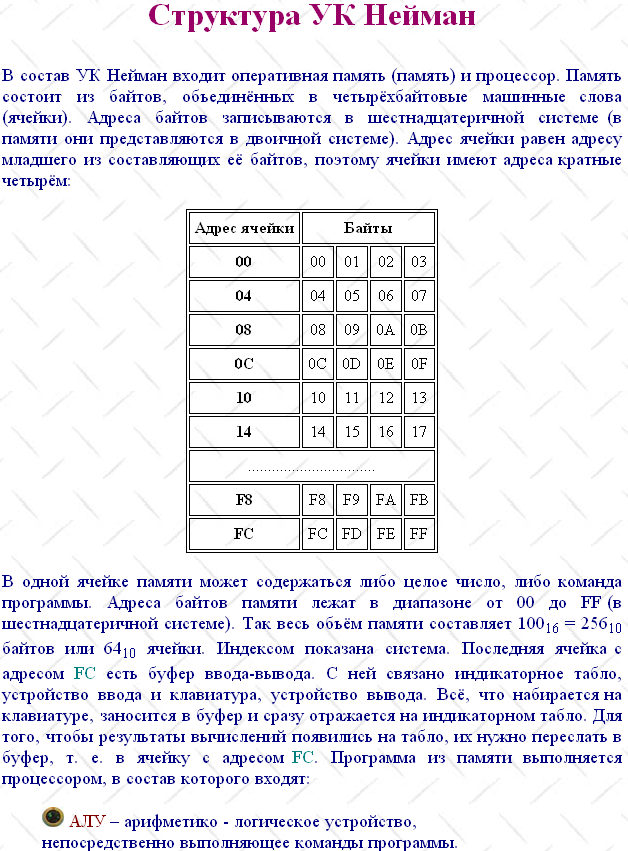 Структура УК Нейман
В состав УК Нейман входит оперативная память (память) и процессор. Память
состоит из байтов, объединённых в четырёхбайтовые машинные слова
(ячейки). Адреса байтов записываются в шестнадцатеричной системе (в
памяти они представляются в двоичной системе). Адрес ячейки равен адресу
младшего из составляющих её байтов, поэтому ячейки имеют адреса кратные
четырём:
Адрес ячейки Байты
00 00 01 02 03
04 04 05 06 07
08 08 09 0A 0B
0C 0C 0D 0E 0F
10 10 11 12 13
14 14 15 16 17
................................
F8 F8 F9 FA FB
FC FC FD FE FF
В одной ячейке памяти может содержаться либо целое число, либо команда
программы. Адреса байтов памяти лежат в диапазоне от 00 до FF (в
шестнадцатеричной системе). Так весь объём памяти составляет 100₁₆ = 256₁₀
байтов или 64₁₀ ячейки. Индексом показана система. Последняя ячейка с
адресом FC есть буфер ввода-вывода. С ней связано индикаторное табло,
устройство ввода и клавиатура, устройство вывода. Всё, что набирается на
клавиатуре, заносится в буфер и сразу отражается на индикаторном табло. Для
того, чтобы результаты вычислений появились на табло, их нужно переслать в
буфер, т. е. в ячейку с адресом FC. Программа из памяти выполняется
процессором, в состав которого входят:
АЛУ – арифметико - логическое устройство,
непосредственно выполняющее команды программы.